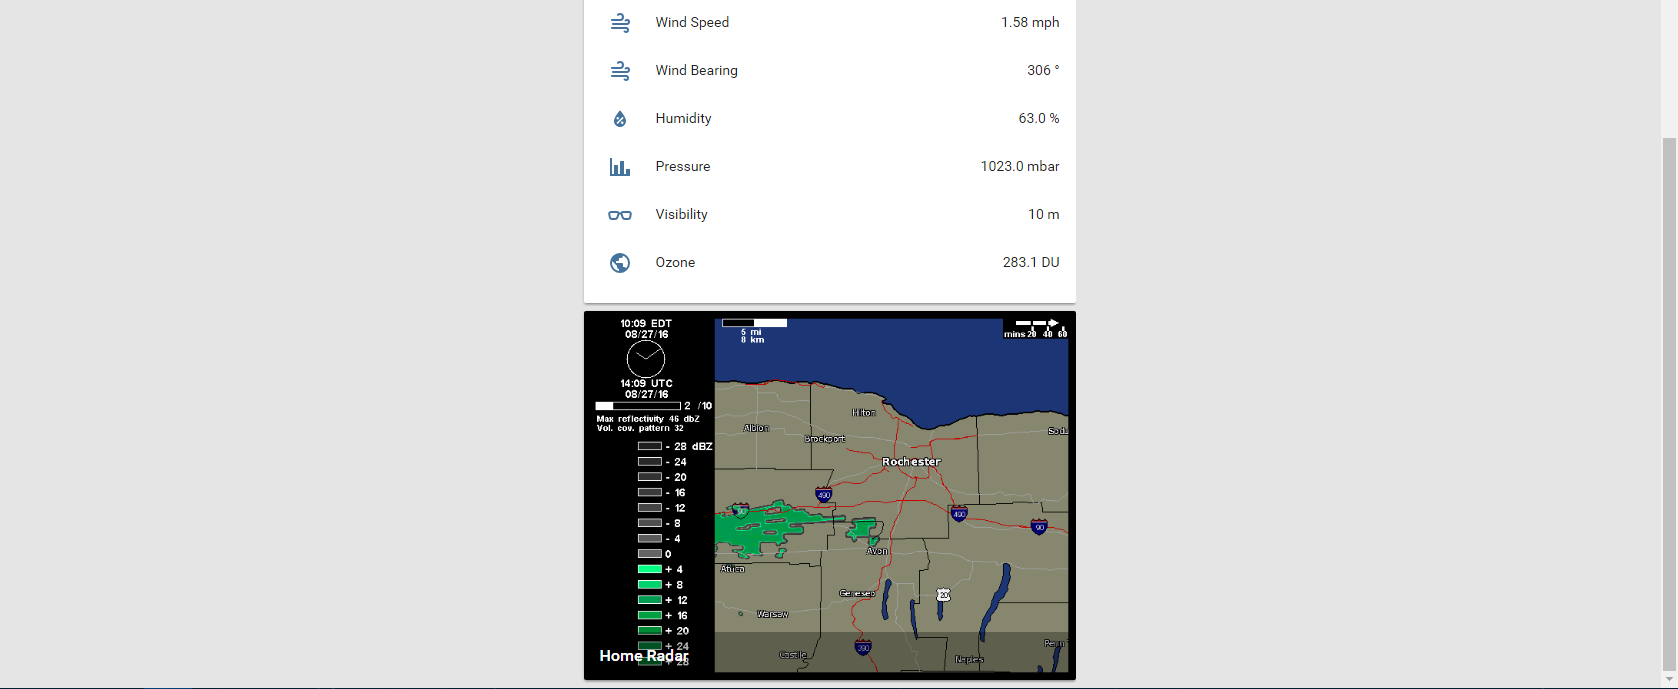 Wind Speed 1.58 mph
Wind Bearing 306 °
Humidity 63.0 %
Pressure 1023.0 mbar
Visibility 10 m
Ozone 283.1 DU
10:09 EDT
08/27/16
14:09 UTC
08/27/16
2 /10
Max reflectivity 46 dbZ
Vol. cov. pattern 32
- 28 dBZ
- 24
- 20
- 16
- 12
- 8
- 4
0
+ 4
+ 8
+ 12
+ 16
+ 20
+ 24
+ 28
Home Radar
5 mi
8 km
mins 20 40 60
Hilton
Albion
Brockport
Sodu
Rochester
490
90
490
90
Avon
Attica
Geneseo
20
Warsaw
390
Castile
Naples
Penn